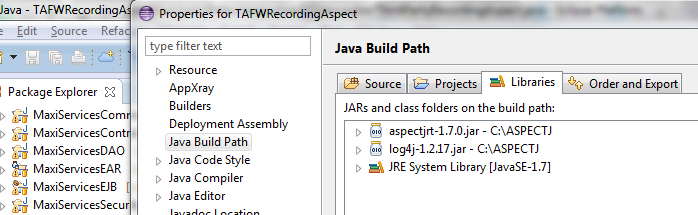 Java - TAFWRecordingAspect
Properties for TAFWRecordingAspect
Edit Source Refac
Package Explorer
MaxiServicesComm
MaxiServicesContr
MaxiServicesDAO
MaxiServicesEAR
MaxiServicesEJB [
MaxiServicesSecur
type filter text
Resource
AppXray
Builders
Deployment Assembly
Java Build Path
Java Code Style
Java Compiler
Java Editor
Javadoc Location
Java Build Path
Source Projects Libraries Order and Export
JARs and class folders on the build path:
aspectjrt-1.7.0.jar - C:\ASPECTJ
log4j-1.2.17.jar - C:\ASPECTJ
JRE System Library [JavaSE-1.7]